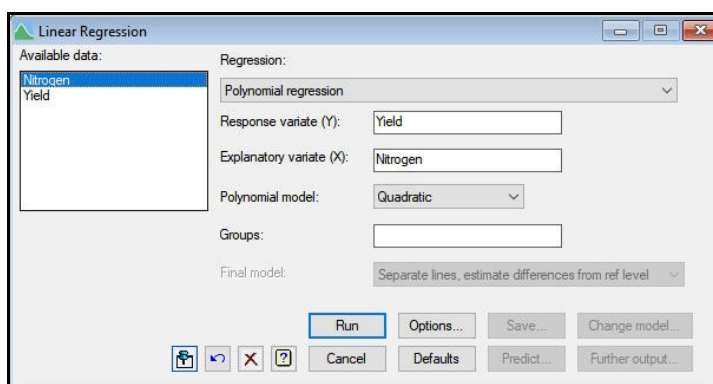 Linear Regression
Available data:
Nitrogen
Yield
Regression:
Polynomial regression
Response variate (Y): Yield
Explanatory variate (X): Nitrogen
Polynomial model: Quadratic
Groups:
Final model: Separate lines, estimate differences from ref level
Run Options... Save... Change model...
? Cancel Defaults Predict... Further output...